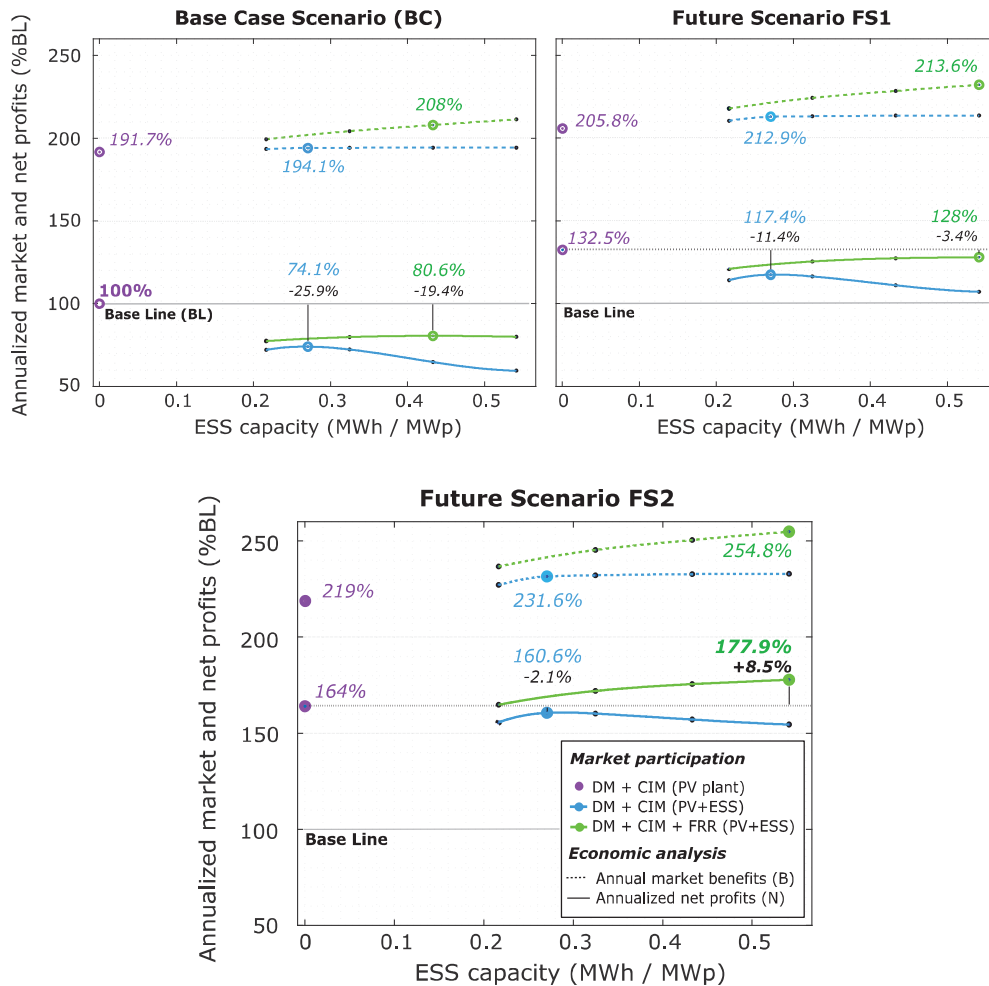 Base Case Scenario (BC)
Annualized market and net profits (%BL)
250
200
150
100
50
191.7%
208%
194.1%
100%
Base Line (BL)
74.1%
-25.9%
80.6%
-19.4%
0
0.1
0.2
0.3
0.4
0.5
ESS capacity (MWh / MWp)
Future Scenario FS1
205.8%
213.6%
212.9%
132.5%
117.4%
-11.4%
128%
-3.4%
Base Line
0
0.1
0.2
0.3
0.4
0.5
ESS capacity (MWh / MWp)
Future Scenario FS2
Annualized market and net profits (%BL)
250
200
150
100
50
219%
254.8%
231.6%
164%
160.6%
-2.1%
177.9%
+8.5%
Base Line
Market participation
DM + CIM (PV plant)
DM + CIM (PV+ESS)
DM + CIM + FRR (PV+ESS)
Economic analysis
Annual market benefits (B)
Annualized net profits (N)
0
0.1
0.2
0.3
0.4
0.5
ESS capacity (MWh / MWp)